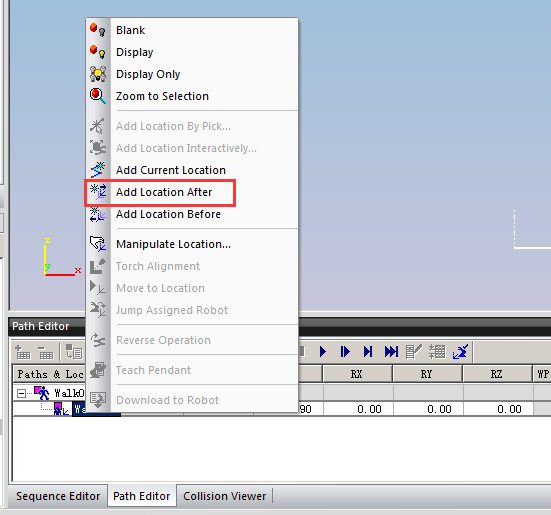 Blank
Display
Display Only
Zoom to Selection
Add Location By Pick...
Add Location Interactively...
Add Current Location
Add Location After
Add Location Before
Manipulate Location...
Torch Alignment
Move to Location
Jump Assigned Robot
Reverse Operation
Teach Pendant
Download to Robot
z
y
x
Path Editor
Paths & Loc RX RY RZ WP
WalkO
Wa 90 0.00 0.00 0.00
Sequence Editor Path Editor Collision Viewer